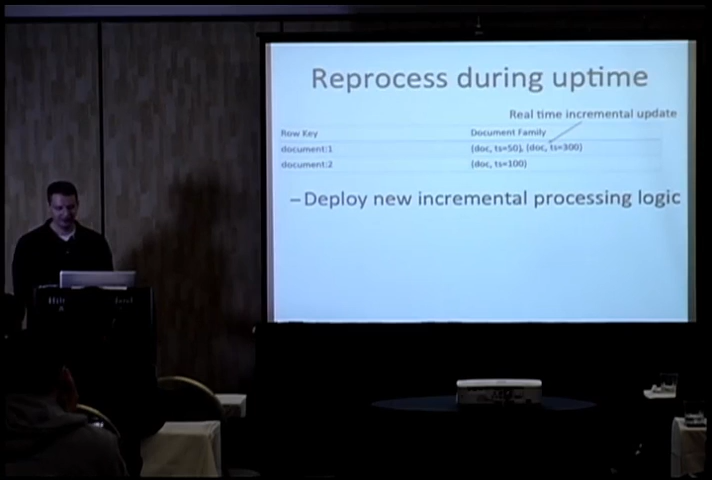 Reprocess during uptime
Real time incremental update
Row Key Document Family
document:1 {doc, ts=50}, {doc, ts=300}
document:2 {doc, ts=100}
– Deploy new incremental processing logic